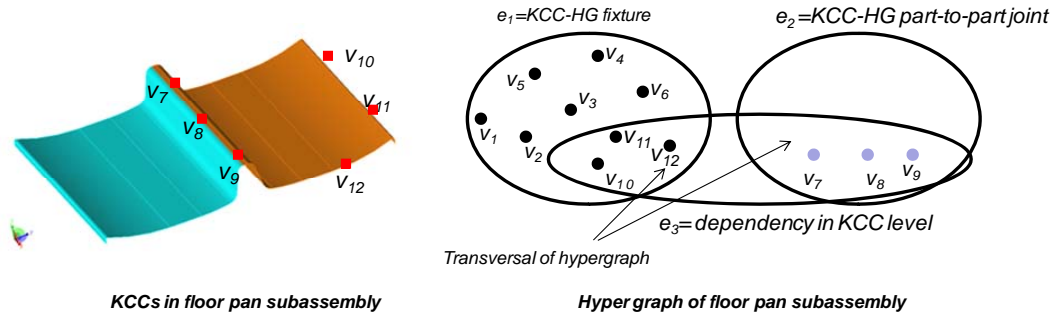 e1=KCC-HG fixture
e2=KCC-HG part-to-part joint
v10
v7
v11
v8
v9
v12
v4
v5
v6
v3
v1
v2
v11
v12
v10
v7
v8
v9
e3=dependency in KCC level
Transversal of hypergraph
KCCs in floor pan subassembly
Hyper graph of floor pan subassembly